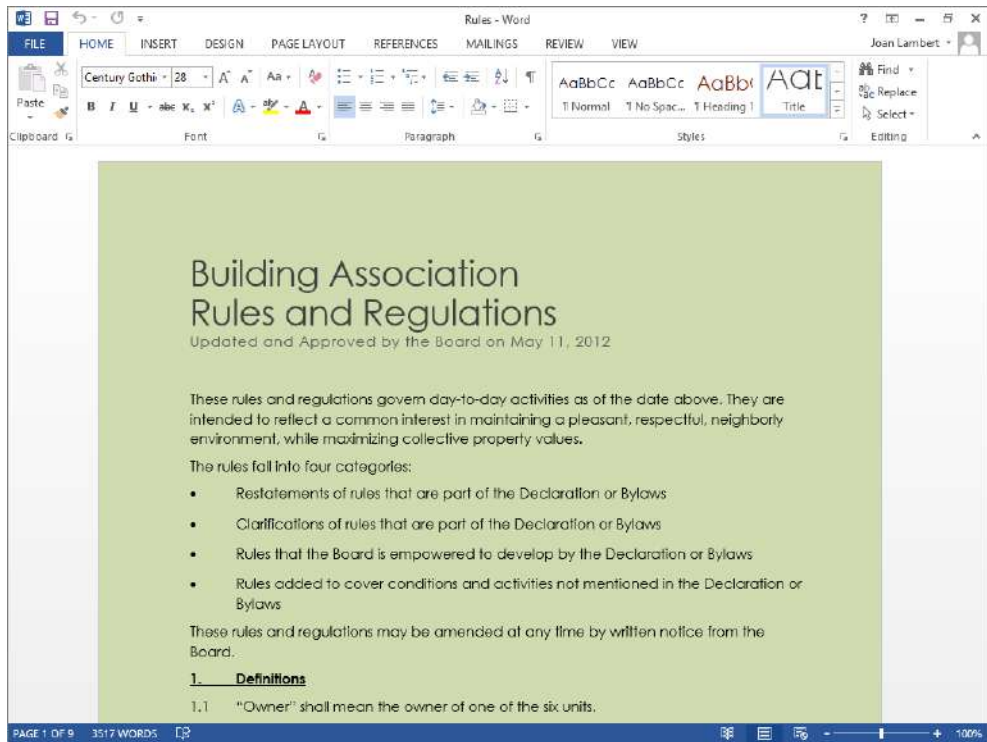 Rules - Word
FILE HOME INSERT DESIGN PAGE LAYOUT REFERENCES MAILINGS REVIEW VIEW Joan Lambert
Century Gothi 28 Aa
AaBbCc AaBbCc AaBb
Find
Paste
Replace
B I U abc X₂ X² A A
¶ Normal ¶ No Spac... ¶ Heading 1 Title
Select
Clipboard Font Paragraph Styles Editing
Building Association
Rules and Regulations
Updated and Approved by the Board on May 11, 2012
These rules and regulations govern day-to-day activities as of the date above. They are
intended to reflect a common interest in maintaining a pleasant, respectful, neighborly
environment, while maximizing collective property values.
The rules fall into four categories:
• Restatements of rules that are part of the Declaration or Bylaws
• Clarifications of rules that are part of the Declaration or Bylaws
• Rules that the Board is empowered to develop by the Declaration or Bylaws
• Rules added to cover conditions and activities not mentioned in the Declaration or
Bylaws
These rules and regulations may be amended at any time by written notice from the
Board.
1. Definitions
1.1 “Owner” shall mean the owner of one of the six units.
PAGE 1 OF 9 3517 WORDS 100%